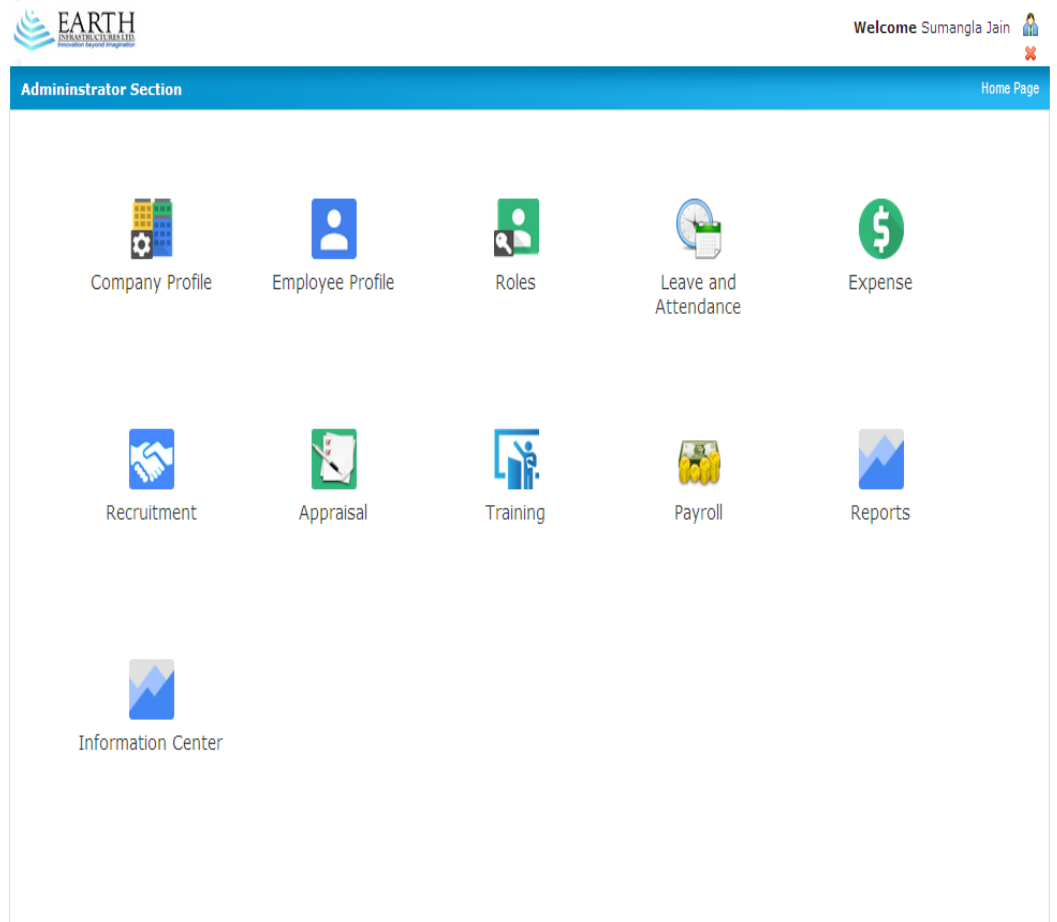 EARTH
INFRASTRUCTURES LTD.
Innovation beyond imagination
Welcome Sumangla Jain
Admininstrator Section
Home Page
Company Profile
Employee Profile
Roles
Leave and
Attendance
Expense
Recruitment
Appraisal
Training
Payroll
Reports
Information Center